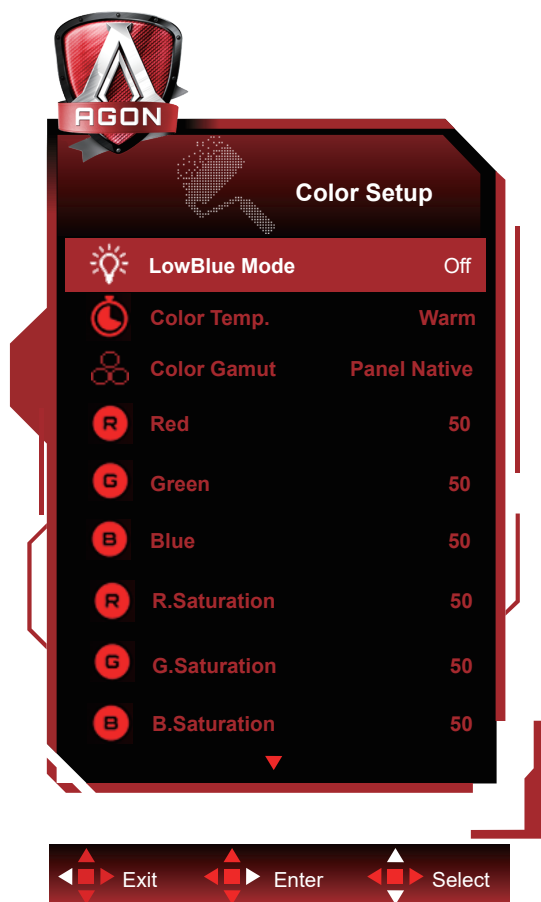 AGON
Color Setup
LowBlue Mode Off
Color Temp. Warm
Color Gamut Panel Native
R Red 50
G Green 50
B Blue 50
R R.Saturation 50
G G.Saturation 50
B B.Saturation 50
Exit Enter Select